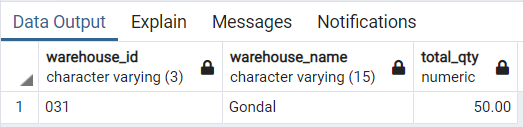 Data Output Explain Messages Notifications
warehouse_id warehouse_name total_qty
character varying (3) character varying (15) numeric
1 031 Gondal 50.00